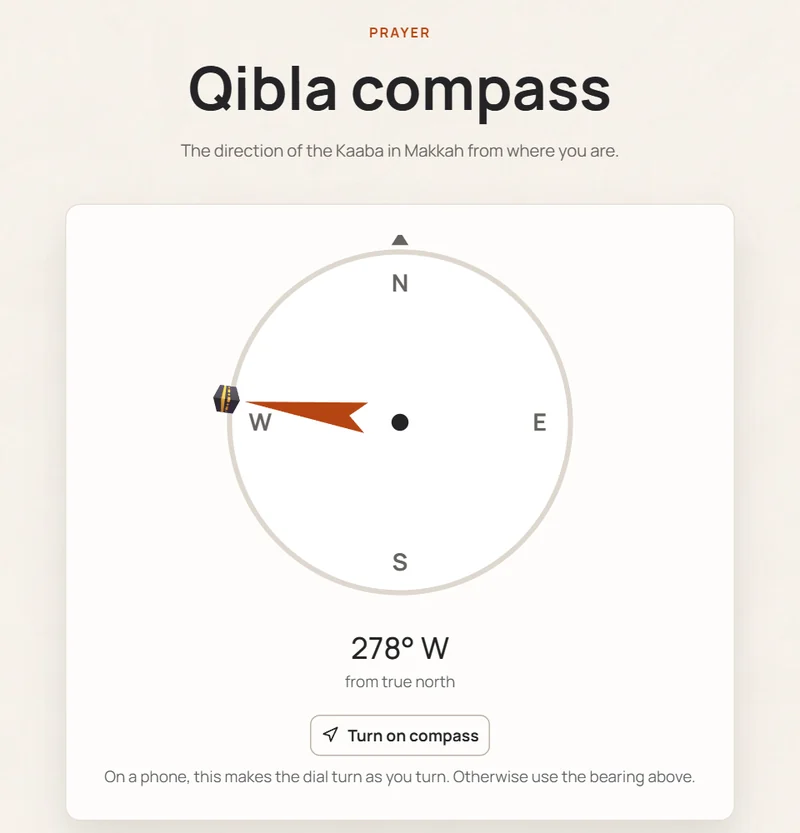 PRAYER
Qibla compass
The direction of the Kaaba in Makkah from where you are.
N
W
E
S
278° W
from true north
Turn on compass
On a phone, this makes the dial turn as you turn. Otherwise use the bearing above.